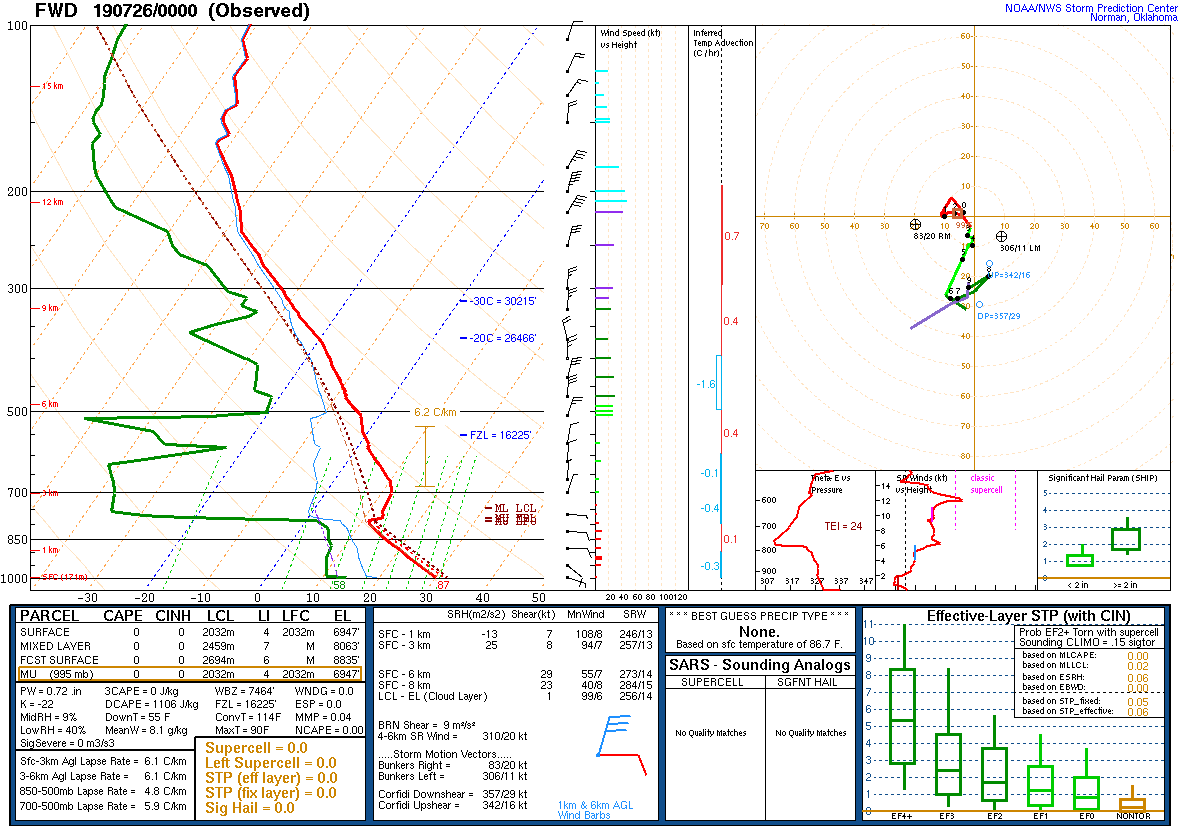 FWD 190726/0000 (Observed)
NOAA/NWS Storm Prediction Center
Norman, Oklahoma
100
200
300
400
500
700
850
1000
15 km
12 km
9 km
6 km
3 km
1 km
SFC (171m)
-30C = 30215'
-20C = 26466'
FZL = 16225'
6.2 C/km
ML LCL
58
87
-30 -20 -10 0 10 20 30 40 50
Wind Speed (kt)
vs Height
20 40 60 80 100 120
Inferred
Temp Advection
(C / hr)
0.7
0.4
-1.6
0.4
-0.1
-0.4
0.1
-0.3
60
50
40
30
20
10
70 60 50 40 30 20 10 20 30 40 50 60
20
30
40
50
60
70
80
83/20 RM
306/11 LM
UP=342/16
DP=357/29
Theta-E vs
Pressure
TEI = 24
600
700
800
900
307 317 327 337 347
SR Winds (kt)
vs Height
classic
supercell
14
12
10
8
6
4
2
Significant Hail Param (SHIP)
5
4
3
2
1
0
< 2 in >= 2 in
PARCEL CAPE CINH LCL LI LFC EL
SURFACE 0 0 2032m 4 2032m 6947'
MIXED LAYER 0 0 2459m 7 M 8063'
FCST SURFACE 0 0 2694m 6 M 8835'
MU (995 mb) 0 0 2032m 4 2032m 6947'
PW = 0.72 in 3CAPE = 0 J/kg WBZ = 7464' WNDG = 0.0
K = -22 DCAPE = 1106 J/kg FZL = 16225' ESP = 0.0
MidRH = 9% DownT = 55 F ConvT = 114F MMP = 0.04
LowRH = 40% MeanW = 8.1 g/kg MaxT = 90F NCAPE = 0.00
SigSevere = 0 m3/s3
Sfc-3km Agl Lapse Rate = 6.1 C/km
3-6km Agl Lapse Rate = 6.1 C/km
850-500mb Lapse Rate = 4.8 C/km
700-500mb Lapse Rate = 5.9 C/km
Supercell = 0.0
Left Supercell = 0.0
STP (eff layer) = 0.0
STP (fix layer) = 0.0
Sig Hail = 0.0
SRH(m2/s2) Shear(kt) MnWind SRW
SFC - 1 km -13 7 108/8 246/13
SFC - 3 km 25 8 94/7 257/13
SFC - 6 km 29 55/7 273/14
SFC - 8 km 23 40/8 284/15
LCL - EL (Cloud Layer) 1 99/6 256/14
BRN Shear = 9 m²/s²
4-6km SR Wind = 310/20 kt
.....Storm Motion Vectors.....
Bunkers Right = 83/20 kt
Bunkers Left = 306/11 kt
Corfidi Downshear = 357/29 kt
Corfidi Upshear = 342/16 kt
1km & 6km AGL
Wind Barbs
* * * BEST GUESS PRECIP TYPE * * *
None.
Based on sfc temperature of 86.7 F.
SARS - Sounding Analogs
SUPERCELL SGFNT HAIL
No Quality Matches No Quality Matches
Effective-Layer STP (with CIN)
11
10
9
8
7
6
5
4
3
2
1
0
EF4+ EF3 EF2 EF1 EF0 NONTOR
Prob EF2+ Torn with supercell
Sounding CLIMO = .15 sigtor
based on MLCAPE: 0.00
based on MLLCL: 0.02
based on ESRH: 0.06
based on EBWD: 0.00
based on STP_fixed: 0.05
based on STP_effective: 0.06